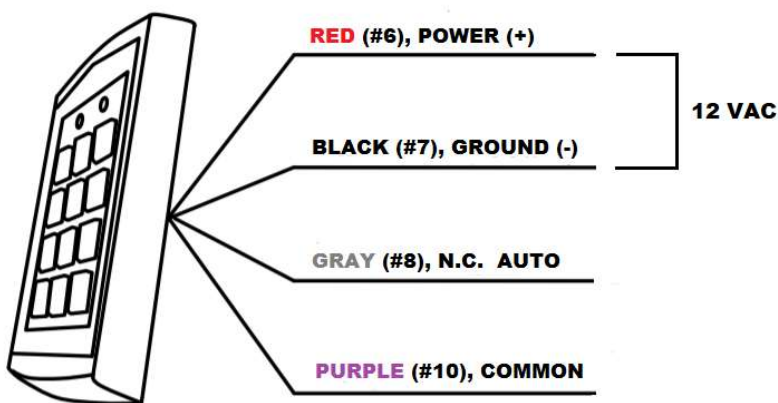 RED (#6), POWER (+)
12 VAC
BLACK (#7), GROUND (-)
GRAY (#8), N.C. AUTO
PURPLE (#10), COMMON